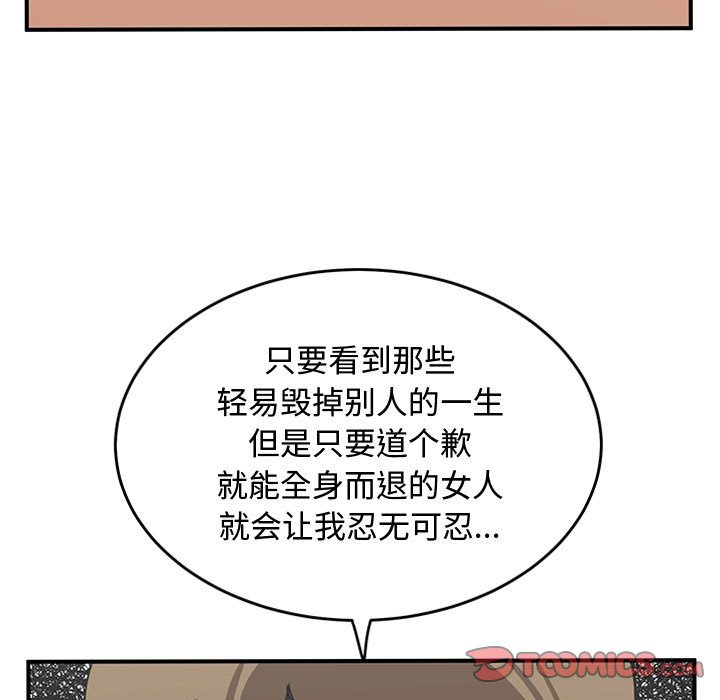 只要看到那些
轻易毁掉别人的一生
但是只要道个歉
就能全身而退的女人
就会让我忍无可忍...
TCOMICS.COM